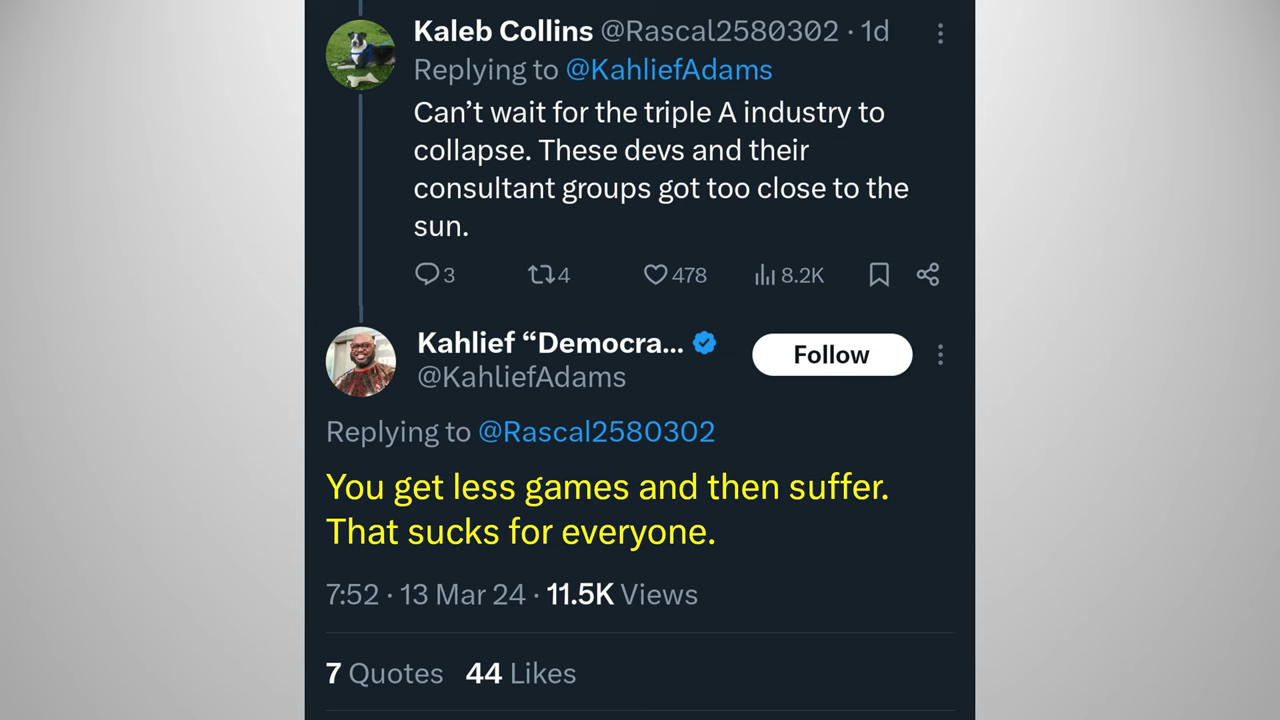 Kaleb Collins @Rascal2580302 · 1d
Replying to @KahliefAdams
Can’t wait for the triple A industry to
collapse. These devs and their
consultant groups got too close to the
sun.
3 4 478 8.2K
Kahlief “Democra... Follow
@KahliefAdams
Replying to @Rascal2580302
You get less games and then suffer.
That sucks for everyone.
7:52 · 13 Mar 24 · 11.5K Views
7 Quotes 44 Likes